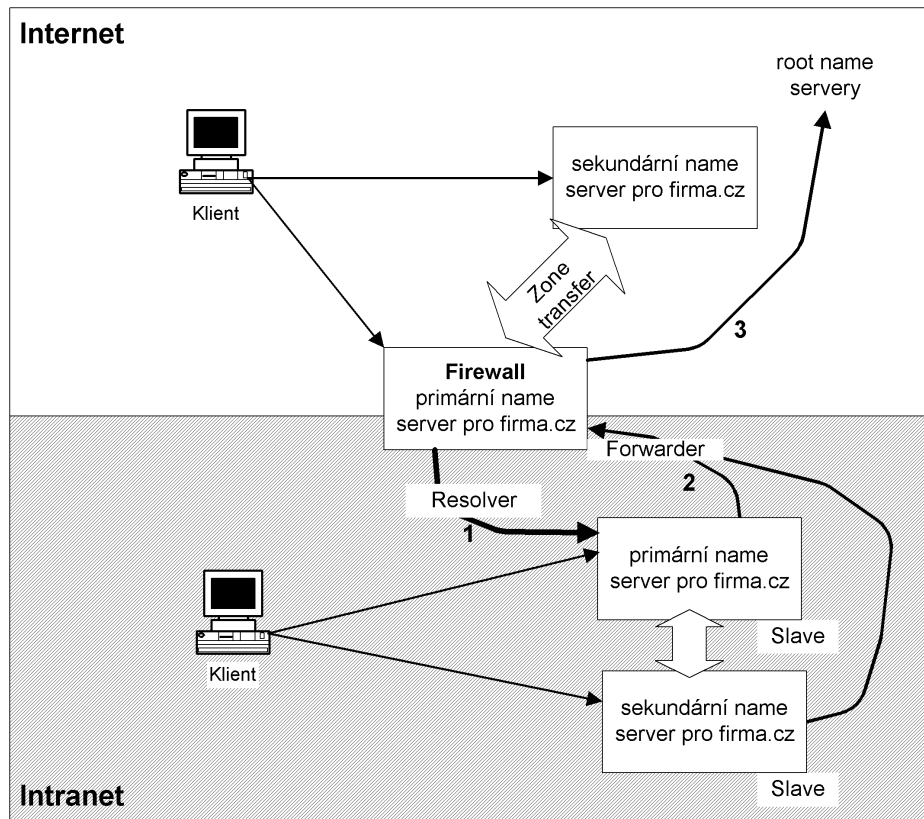 Internet
root name
servery
sekundární name
server pro firma.cz
Klient
Zone
transfer
3
Firewall
primární name
server pro firma.cz
Forwarder
2
Resolver
1
primární name
server pro firma.cz
Slave
Klient
sekundární name
server pro firma.cz
Slave
Intranet